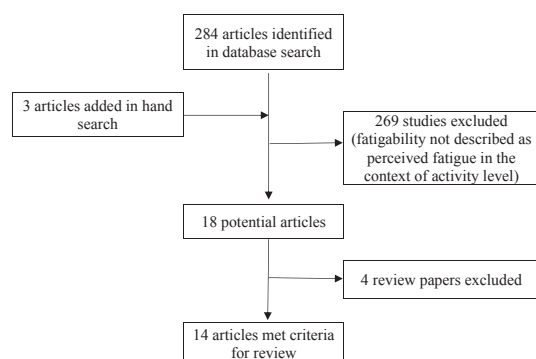 284 articles identified
in database search
3 articles added in hand
search
269 studies excluded
(fatigability not described as
perceived fatigue in the
context of activity level)
18 potential articles
4 review papers excluded
14 articles met criteria
for review